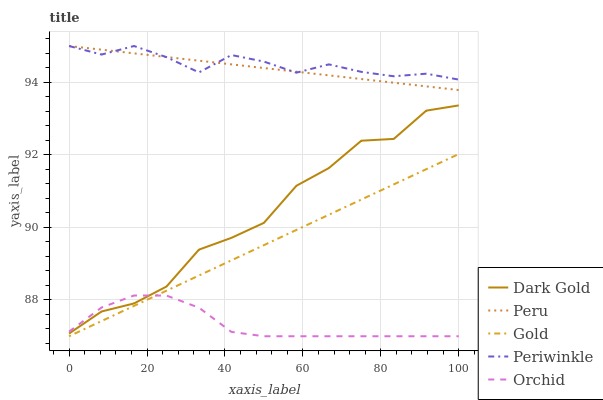 title
yaxis_label
94
92
90
88
0
20
40
60
80
100
xaxis_label
Dark Gold
Peru
Gold
Periwinkle
Orchid